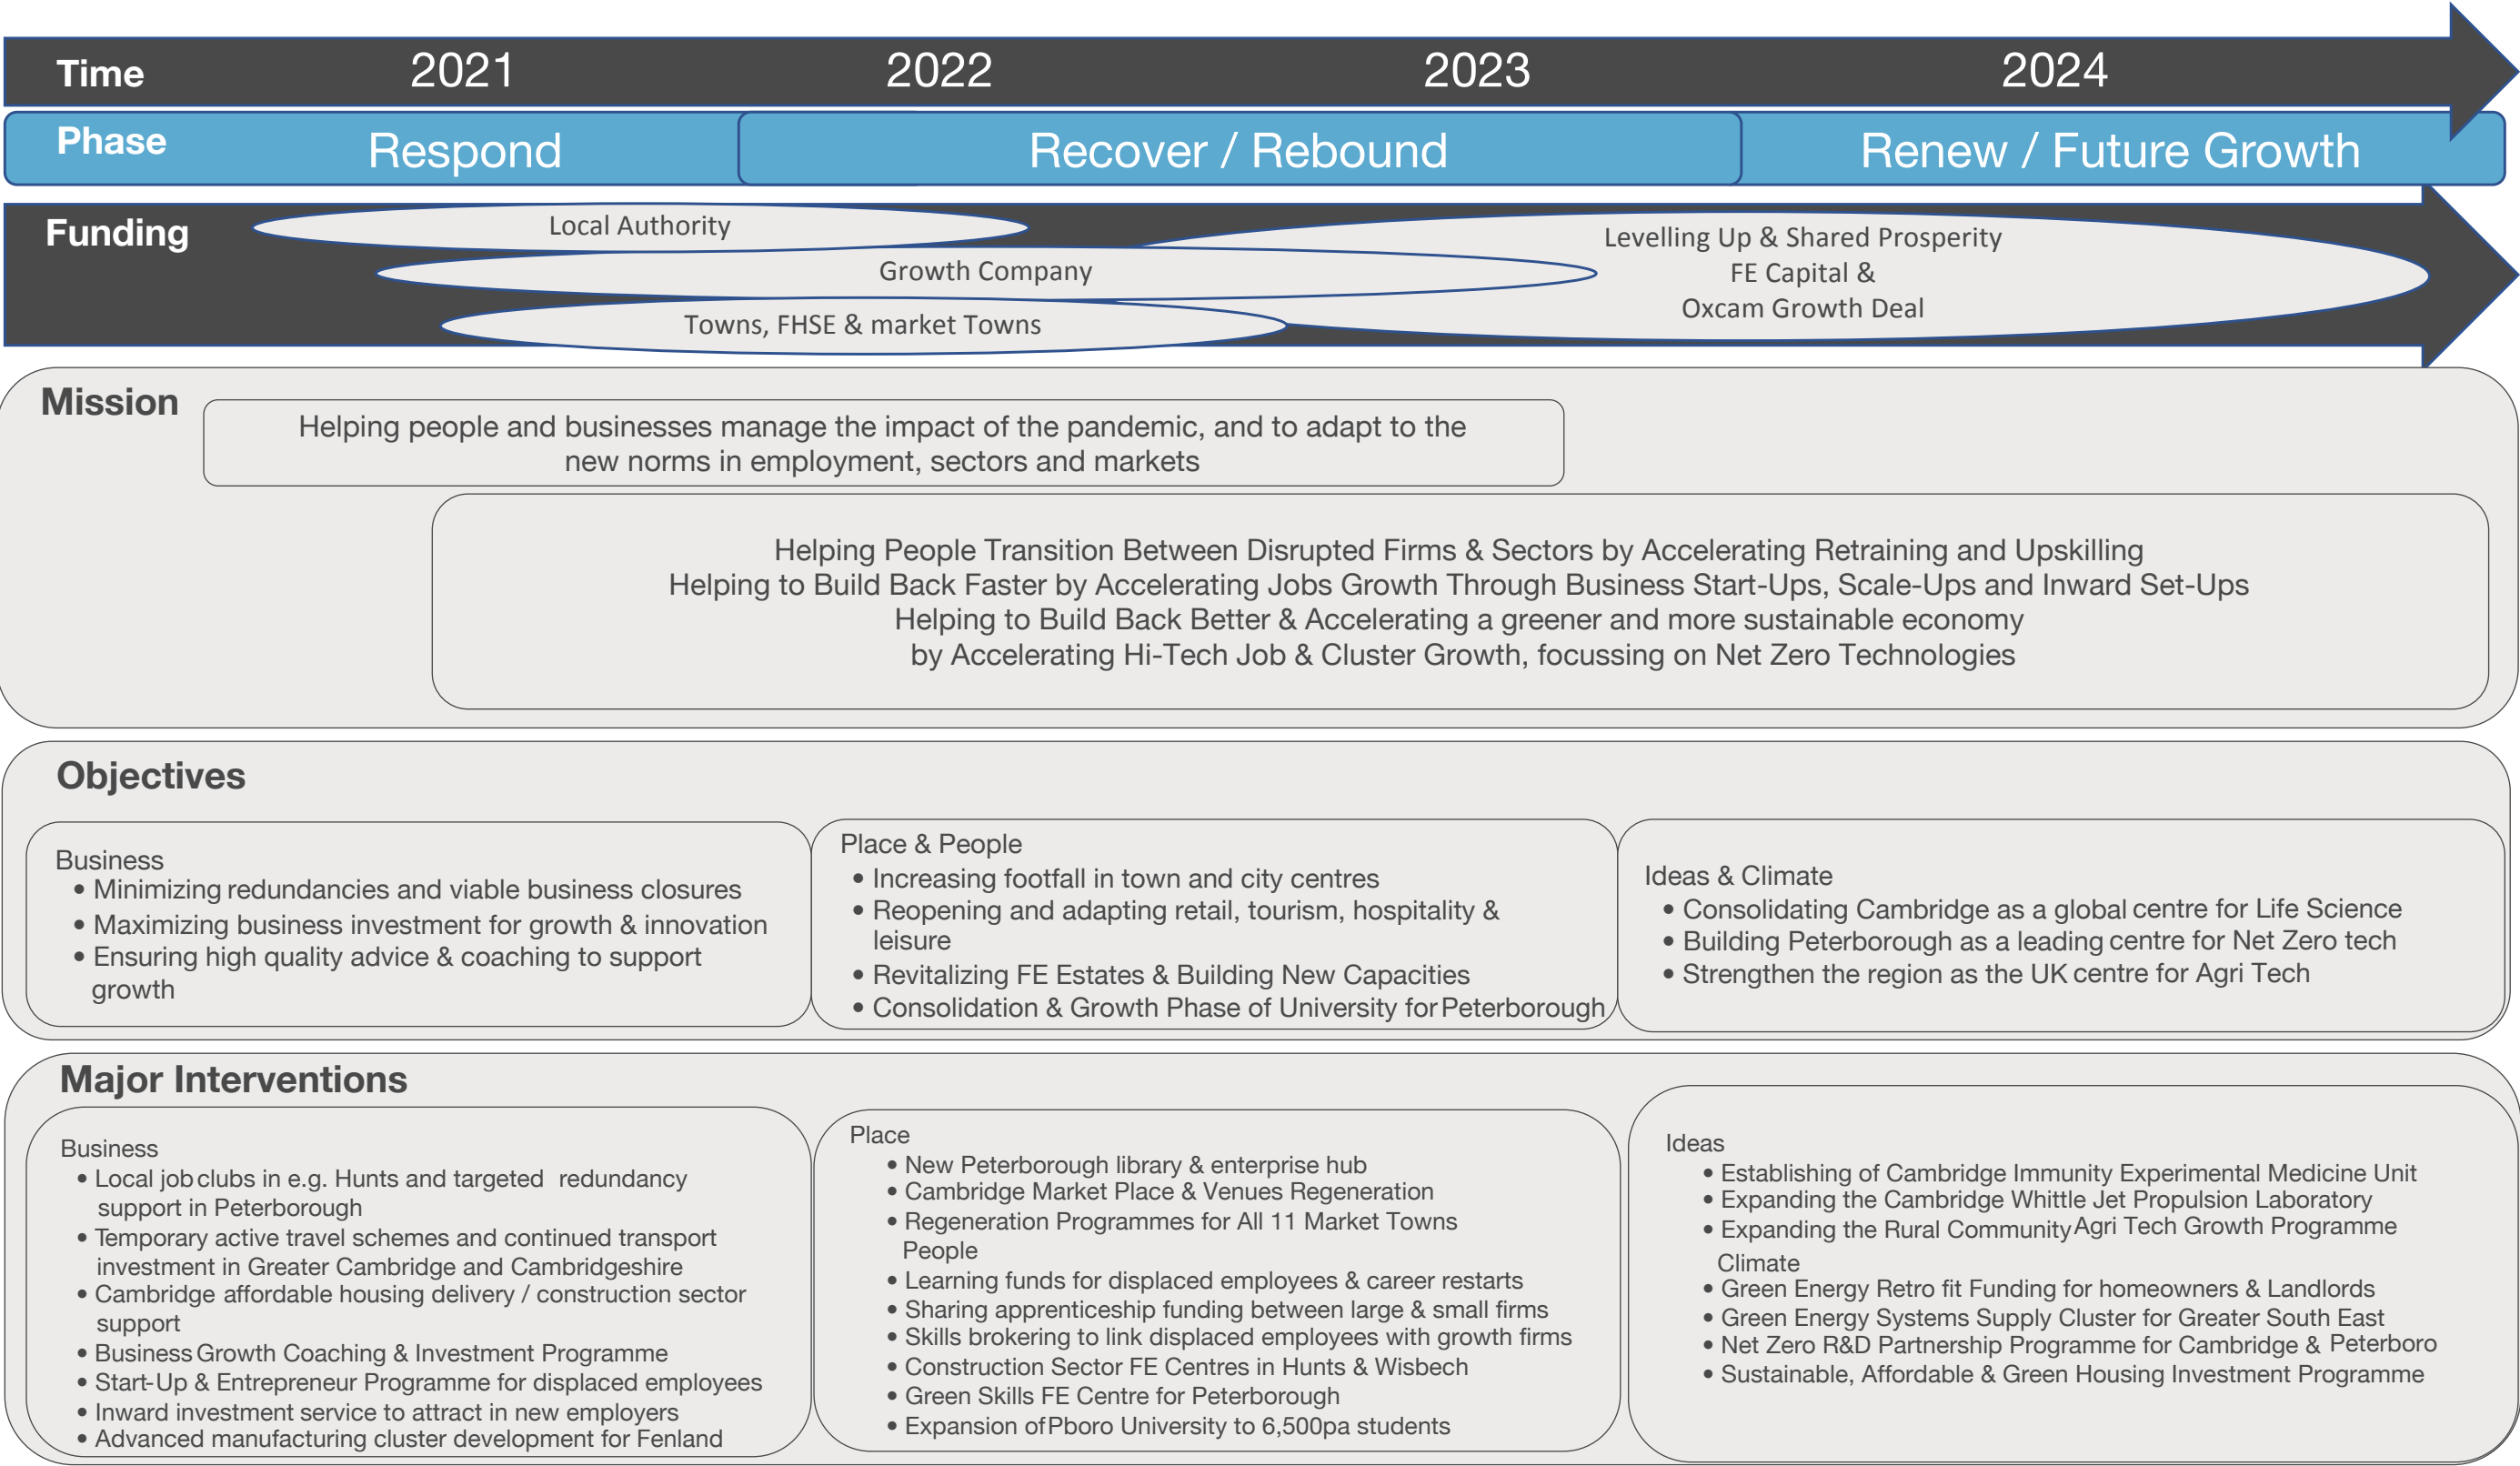 Time 2021 2022 2023 2024
Phase Respond Recover / Rebound Renew / Future Growth
Funding
Local Authority
Growth Company
Towns, FHSE & market Towns
Levelling Up & Shared Prosperity
FE Capital &
Oxcam Growth Deal
Mission
Helping people and businesses manage the impact of the pandemic, and to adapt to the
new norms in employment, sectors and markets
Helping People Transition Between Disrupted Firms & Sectors by Accelerating Retraining and Upskilling
Helping to Build Back Faster by Accelerating Jobs Growth Through Business Start-Ups, Scale-Ups and Inward Set-Ups
Helping to Build Back Better & Accelerating a greener and more sustainable economy
by Accelerating Hi-Tech Job & Cluster Growth, focussing on Net Zero Technologies
Objectives
Business
• Minimizing redundancies and viable business closures
• Maximizing business investment for growth & innovation
• Ensuring high quality advice & coaching to support
growth
Place & People
• Increasing footfall in town and city centres
• Reopening and adapting retail, tourism, hospitality &
leisure
• Revitalizing FE Estates & Building New Capacities
• Consolidation & Growth Phase of University for Peterborough
Ideas & Climate
• Consolidating Cambridge as a global centre for Life Science
• Building Peterborough as a leading centre for Net Zero tech
• Strengthen the region as the UK centre for Agri Tech
Major Interventions
Business
• Local job clubs in e.g. Hunts and targeted redundancy
support in Peterborough
• Temporary active travel schemes and continued transport
investment in Greater Cambridge and Cambridgeshire
• Cambridge affordable housing delivery / construction sector
support
• Business Growth Coaching & Investment Programme
• Start-Up & Entrepreneur Programme for displaced employees
• Inward investment service to attract in new employers
• Advanced manufacturing cluster development for Fenland
Place
• New Peterborough library & enterprise hub
• Cambridge Market Place & Venues Regeneration
• Regeneration Programmes for All 11 Market Towns
People
• Learning funds for displaced employees & career restarts
• Sharing apprenticeship funding between large & small firms
• Skills brokering to link displaced employees with growth firms
• Construction Sector FE Centres in Hunts & Wisbech
• Green Skills FE Centre for Peterborough
• Expansion of Pboro University to 6,500pa students
Ideas
• Establishing of Cambridge Immunity Experimental Medicine Unit
• Expanding the Cambridge Whittle Jet Propulsion Laboratory
• Expanding the Rural Community Agri Tech Growth Programme
Climate
• Green Energy Retro fit Funding for homeowners & Landlords
• Green Energy Systems Supply Cluster for Greater South East
• Net Zero R&D Partnership Programme for Cambridge & Peterboro
• Sustainable, Affordable & Green Housing Investment Programme